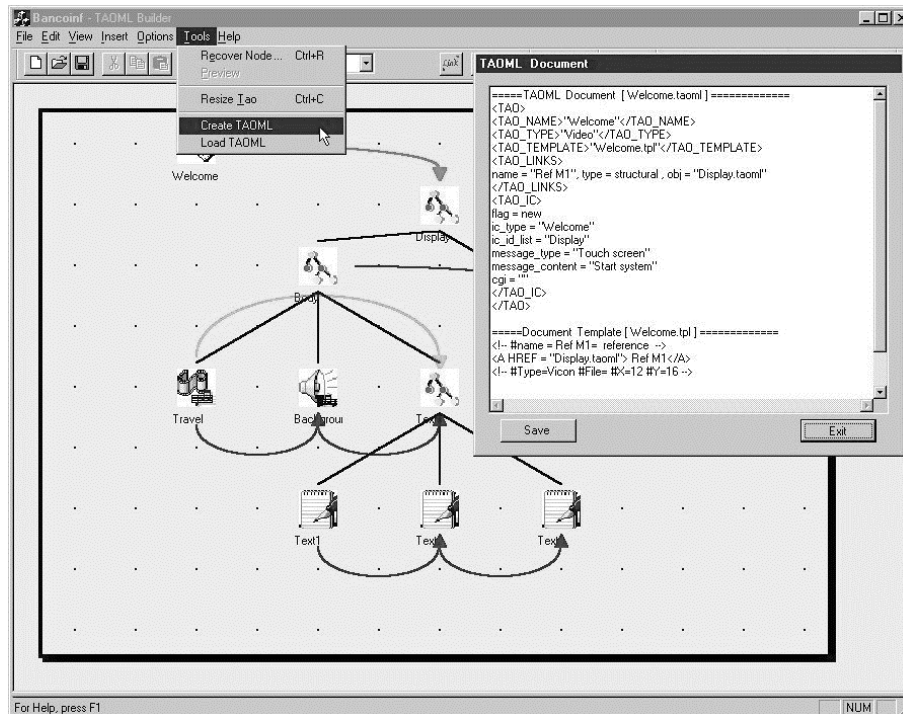 Bancoinf - TAOML Builder
File Edit View Insert Options Tools Help
Recover Node... Ctrl+R
Preview
Resize Tao Ctrl+C
Create TAOML
Load TAOML
Link
Welcome
Display
Body
Travel
Backgrou
Text1
TAOML Document
=====TAOML Document [ Welcome.taoml ] =============
<TAO>
<TAO_NAME>"Welcome"</TAO_NAME>
<TAO_TYPE>"Video"</TAO_TYPE>
<TAO_TEMPLATE>"Welcome.tpl"</TAO_TEMPLATE>
<TAO_LINKS>
name = "Ref M1", type = structural , obj = "Display.taoml"
</TAO_LINKS>
<TAO_IC>
flag = new
ic_type = "Welcome"
ic_id_list = "Display"
message_type = "Touch screen"
message_content = "Start system"
cgi = ""
</TAO_IC>
</TAO>
=====Document Template [ Welcome.tpl ] =============
<!-- #name = Ref M1= reference -->
<A HREF = "Display.taoml"> Ref M1</A>
<!-- #Type=Vicon #File= #X=12 #Y=16 -->
Save Exit
For Help, press F1 NUM